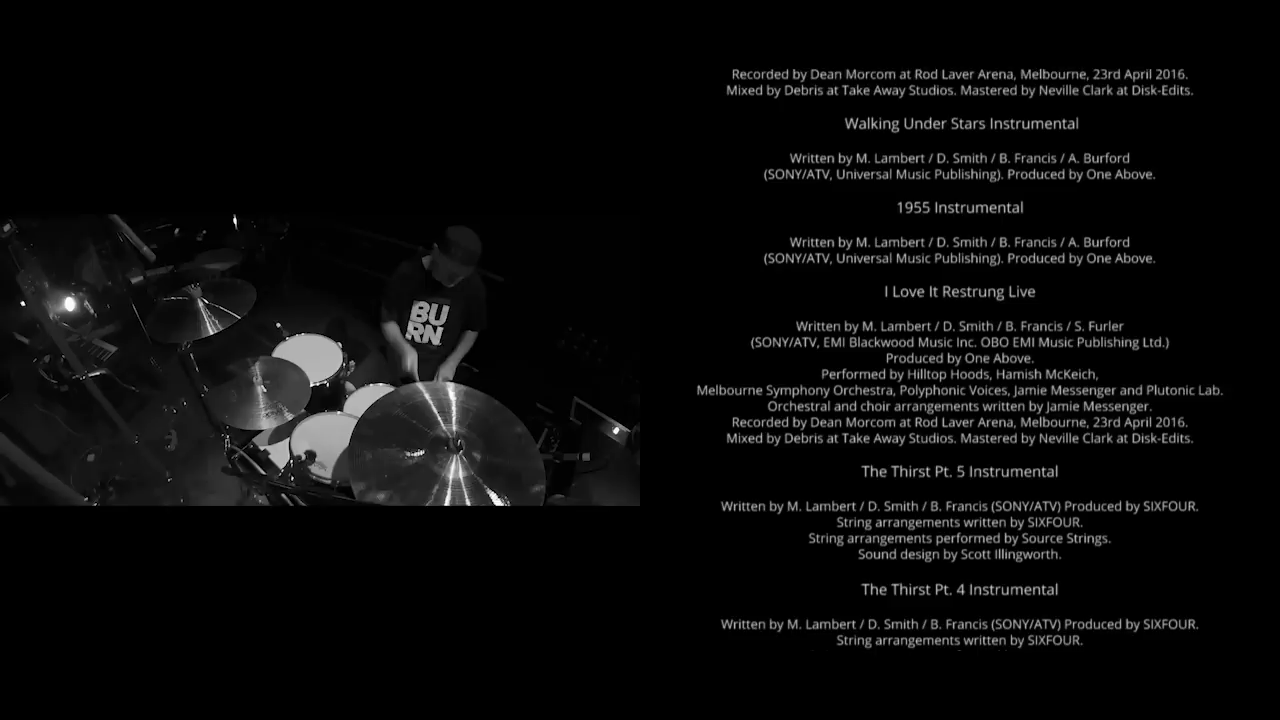 BU
RN.
Recorded by Dean Morcom at Rod Laver Arena, Melbourne, 23rd April 2016.
Mixed by Debris at Take Away Studios. Mastered by Neville Clark at Disk-Edits.
Walking Under Stars Instrumental
Written by M. Lambert / D. Smith / B. Francis / A. Burford
(SONY/ATV, Universal Music Publishing). Produced by One Above.
1955 Instrumental
Written by M. Lambert / D. Smith / B. Francis / A. Burford
(SONY/ATV, Universal Music Publishing). Produced by One Above.
I Love It Restrung Live
Written by M. Lambert / D. Smith / B. Francis / S. Furler
(SONY/ATV, EMI Blackwood Music Inc. OBO EMI Music Publishing Ltd.)
Produced by One Above.
Performed by Hilltop Hoods, Hamish McKeich,
Melbourne Symphony Orchestra, Polyphonic Voices, Jamie Messenger and Plutonic Lab.
Orchestral and choir arrangements written by Jamie Messenger.
Recorded by Dean Morcom at Rod Laver Arena, Melbourne, 23rd April 2016.
Mixed by Debris at Take Away Studios. Mastered by Neville Clark at Disk-Edits.
The Thirst Pt. 5 Instrumental
Written by M. Lambert / D. Smith / B. Francis (SONY/ATV) Produced by SIXFOUR.
String arrangements written by SIXFOUR.
String arrangements performed by Source Strings.
Sound design by Scott Illingworth.
The Thirst Pt. 4 Instrumental
Written by M. Lambert / D. Smith / B. Francis (SONY/ATV) Produced by SIXFOUR.
String arrangements written by SIXFOUR.